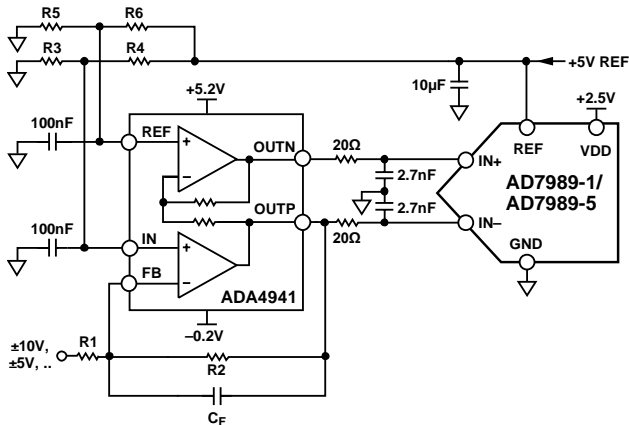 R5
R6
R3
R4
+5V REF
10µF
+5.2V
+2.5V
100nF
REF
OUTN
20Ω
IN+
REF
VDD
2.7nF
AD7989-1/
AD7989-5
2.7nF
OUTP
100nF
IN
20Ω
IN–
GND
FB
ADA4941
–0.2V
±10V,
±5V, ..
R1
R2
CF
+
–
+
–